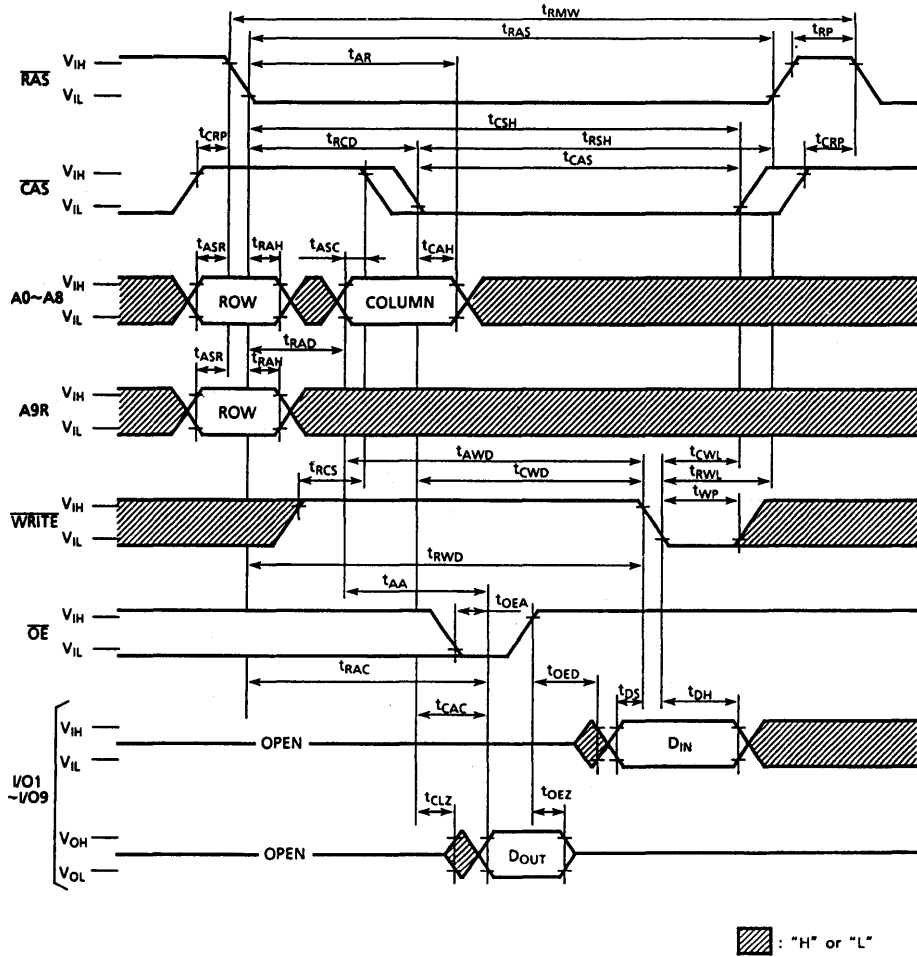 tRMW
tRAS
tRP
tAR
RAS
VIH
VIL
tCSH
tCRP
tRCD
tRSH
tCRP
tCAS
CAS
VIH
VIL
tASR
tRAH
tASC
tCAH
A0~A8
VIH
VIL
ROW
COLUMN
tRAD
tASR
tRAH
A9R
VIH
VIL
ROW
tAWD
tCWL
tRCS
tCWD
tRWL
tWP
WRITE
VIH
VIL
tRWD
tAA
tOEA
OE
VIH
VIL
tRAC
tOED
tCAC
tDS
tDH
I/O1
~I/O9
VIH
VIL
OPEN
DIN
tCLZ
tOEZ
VOH
VOL
OPEN
DOUT
: "H" or "L"